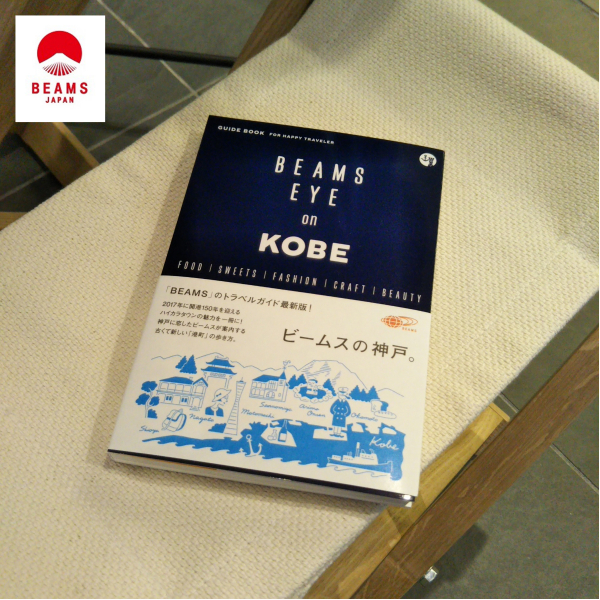 BEAMS
JAPAN
GUIDE BOOK FOR HAPPY TRAVELER
BEAMS
EYE
on
KOBE
FOOD | SWEETS | FASHION | CRAFT | BEAUTY
「BEAMS」のトラベルガイド最新版!
2017年に開港150年を迎える
ハイカラタウンの魅力を一冊に!
神戸に恋したビームスが案内する
古くて新しい「港町」の歩き方。
ビームスの神戸。
Sannomiya
Motomachi
Kobe